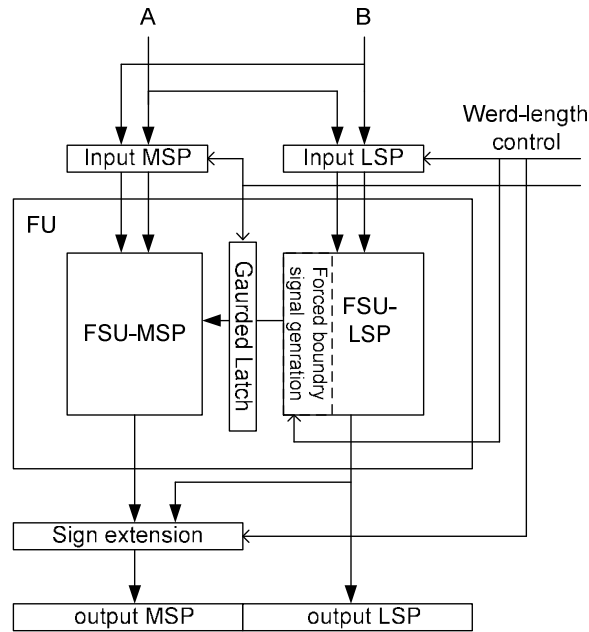 A
B
Werd-length
control
Input MSP
Input LSP
FU
FSU-MSP
Gaurded Latch
Forced boundry
signal genration
FSU-
LSP
Sign extension
output MSP
output LSP